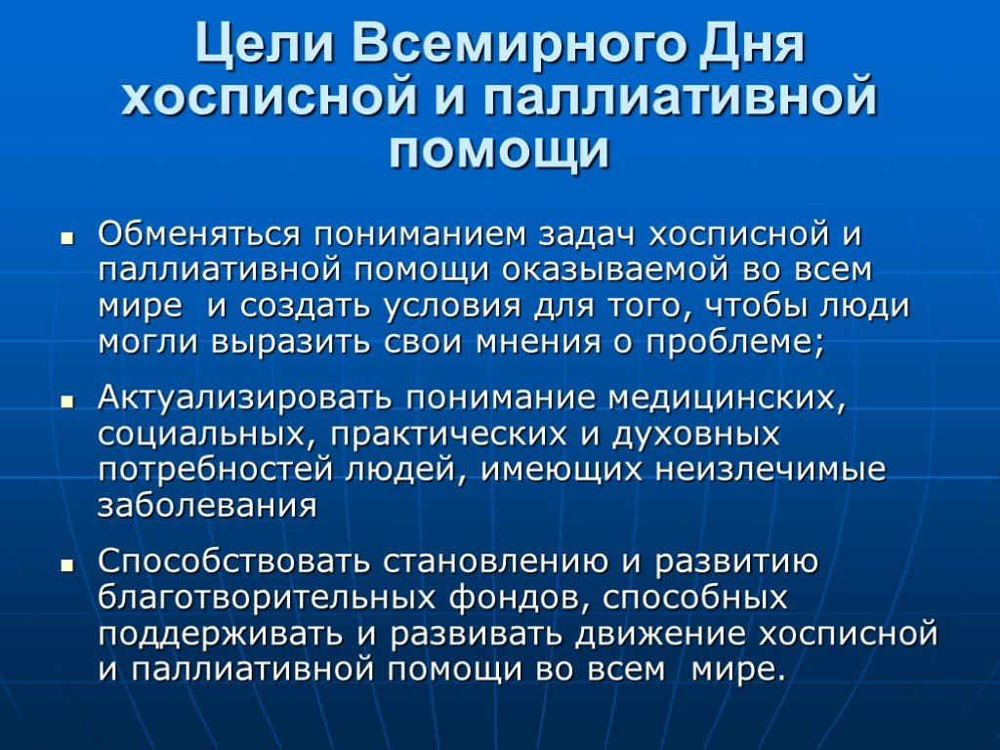 Цели Всемирного Дня
хосписной и паллиативной
помощи
Обменяться пониманием задач хосписной и
паллиативной помощи оказываемой во всем
мире и создать условия для того, чтобы люди
могли выразить свои мнения о проблеме;
Актуализировать понимание медицинских,
социальных, практических и духовных
потребностей людей, имеющих неизлечимые
заболевания
Способствовать становлению и развитию
благотворительных фондов, способных
поддерживать и развивать движение хосписной
и паллиативной помощи во всем мире.